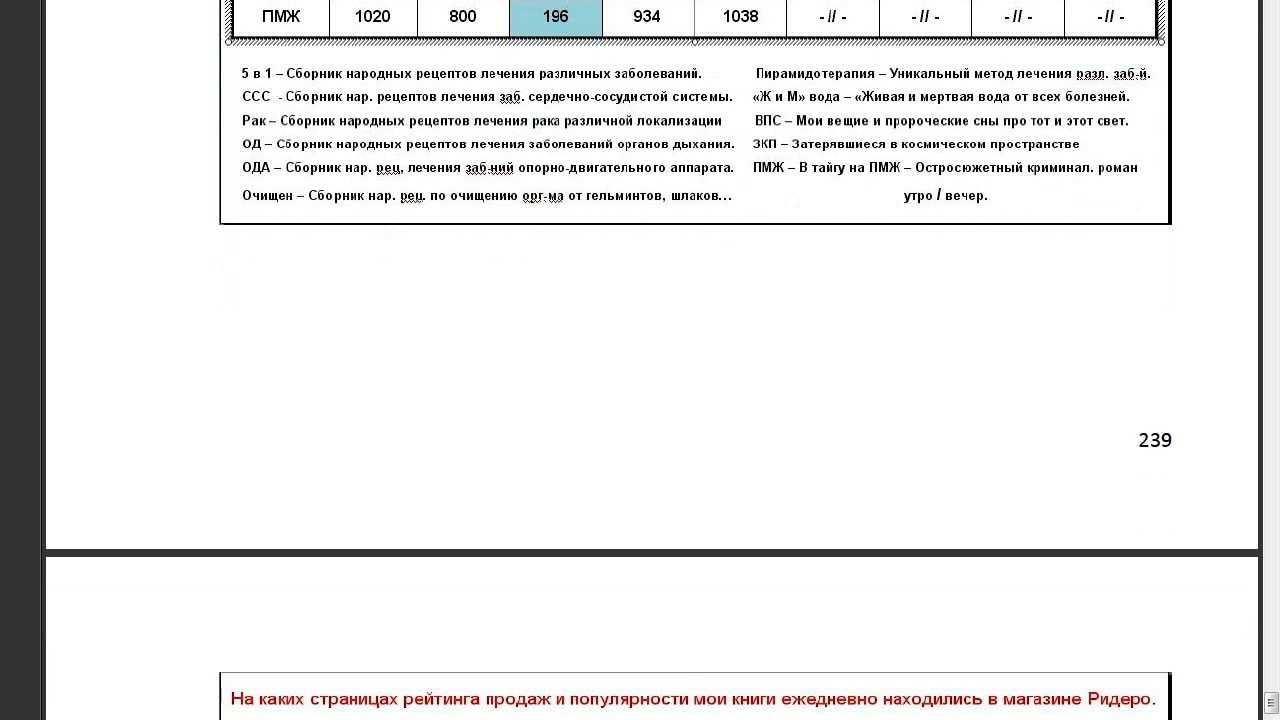 ПМЖ 1020 800 196 934 1038 - // - - // - - // - - // -
5 в 1 – Сборник народных рецептов лечения различных заболеваний.
ССС - Сборник нар. рецептов лечения заб. сердечно-сосудистой системы.
Рак – Сборник народных рецептов лечения рака различной локализации
ОД – Сборник народных рецептов лечения заболеваний органов дыхания.
ОДА – Сборник нар. рец. лечения заб-ний опорно-двигательного аппарата.
Очищен – Сборник нар. рец. по очищению орг-ма от гельминтов, шлаков...
Пирамидотерапия – Уникальный метод лечения разл. заб-й.
«Ж и М» вода – «Живая и мертвая вода от всех болезней.
ВПС – Мои вещие и пророческие сны про тот и этот свет.
ЗКП – Затерявшиеся в космическом пространстве
ПМЖ – В тайгу на ПМЖ – Остросюжетный криминал. роман
утро / вечер.
239
На каких страницах рейтинга продаж и популярности мои книги ежедневно находились в магазине Ридеро.